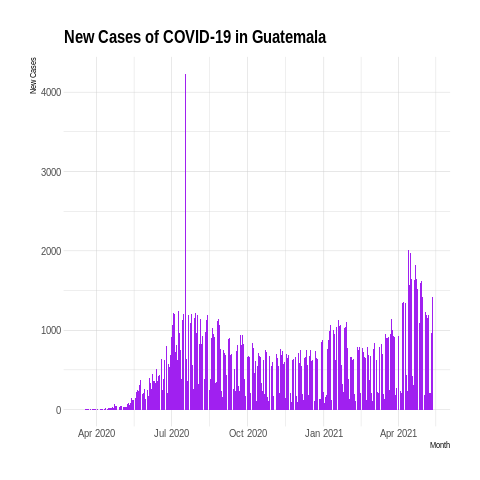 New Cases of COVID-19 in Guatemala
New Cases
4000
3000
2000
1000
0
Apr 2020
Jul 2020
Oct 2020
Jan 2021
Apr 2021
Month